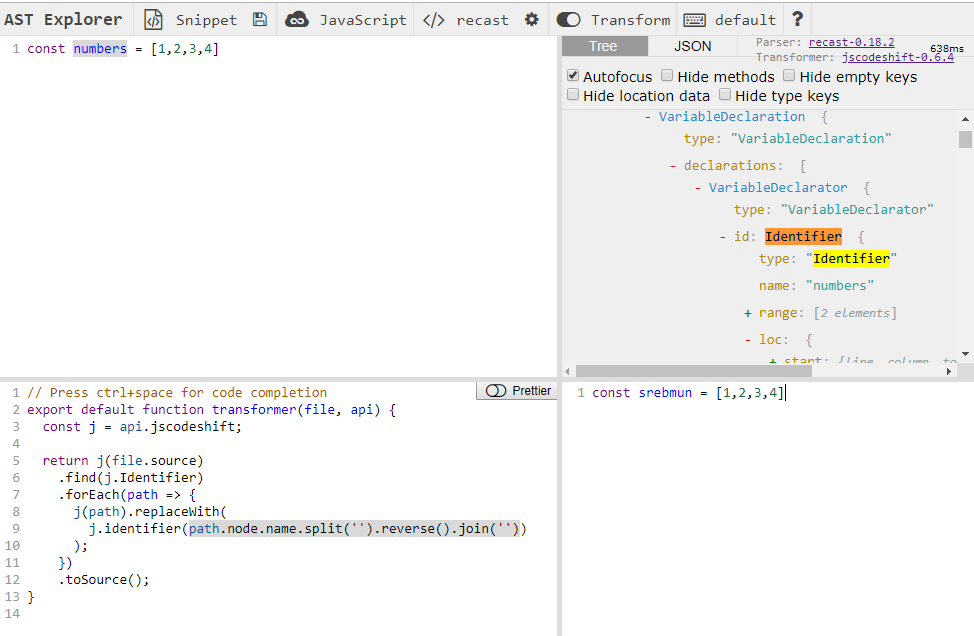 AST Explorer Snippet JavaScript </> recast Transform default ?
1 const numbers = [1,2,3,4]
Tree JSON Parser: recast-0.18.2 638ms
Transformer: jscodeshift-0.6.4
Autofocus Hide methods Hide empty keys
Hide location data Hide type keys
- VariableDeclaration {
type: "VariableDeclaration"
- declarations: [
- VariableDeclarator {
type: "VariableDeclarator"
- id: Identifier {
type: "Identifier"
name: "numbers"
+ range: [2 elements]
- loc: {
+ start: {line, column, to
Prettier
1 // Press ctrl+space for code completion
2 export default function transformer(file, api) {
3 const j = api.jscodeshift;
4
5 return j(file.source)
6 .find(j.Identifier)
7 .forEach(path => {
8 j(path).replaceWith(
9 j.identifier(path.node.name.split('').reverse().join(''))
10 );
11 })
12 .toSource();
13 }
14
1 const srebmun = [1,2,3,4]